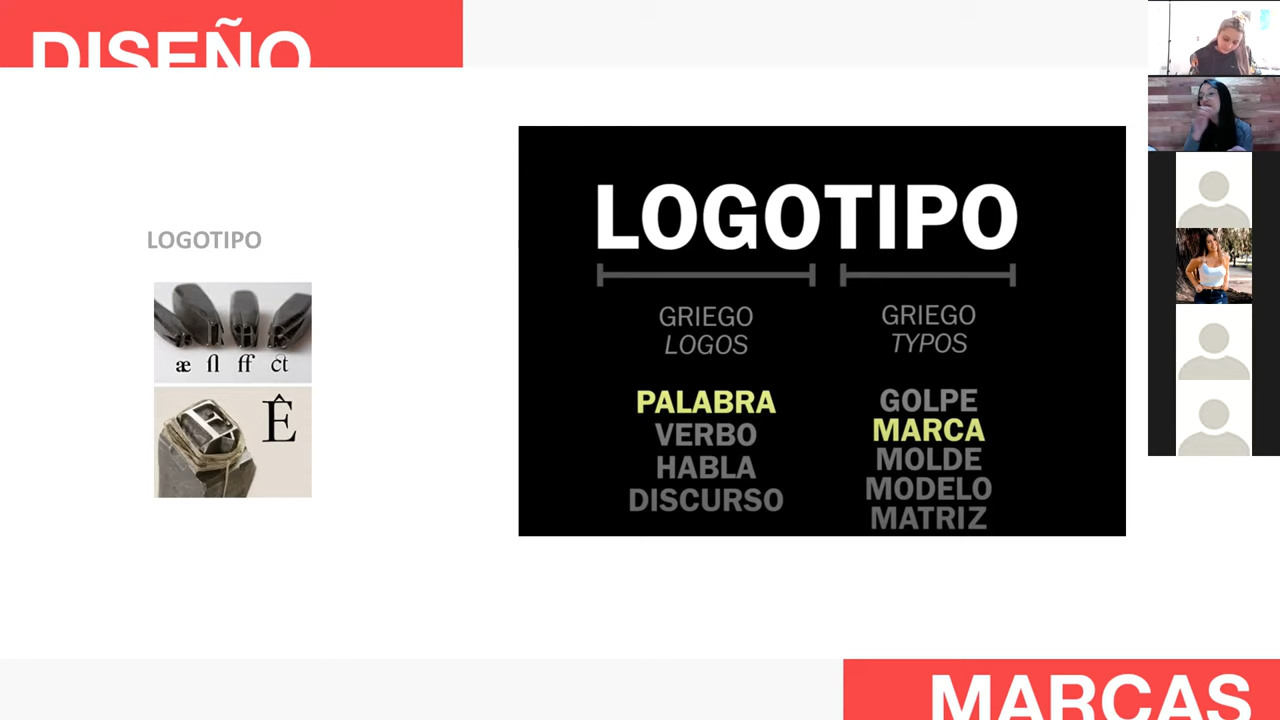 DISEÑO
LOGOTIPO
æ ﬂ ff ct
Ê
LOGOTIPO
GRIEGO
LOGOS
PALABRA
VERBO
HABLA
DISCURSO
GRIEGO
TYPOS
GOLPE
MARCA
MOLDE
MODELO
MATRIZ
MARCAS